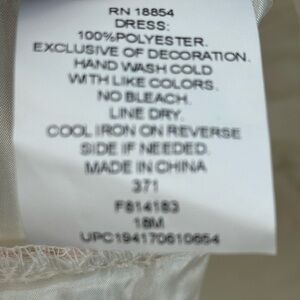 RN 18854
DRESS:
100%POLYESTER.
EXCLUSIVE OF DECORATION.
HAND WASH COLD
WITH LIKE COLORS.
NO BLEACH.
LINE DRY.
COOL IRON ON REVERSE
SIDE IF NEEDED.
MADE IN CHINA
371
F814183
18M
UPC194170610654